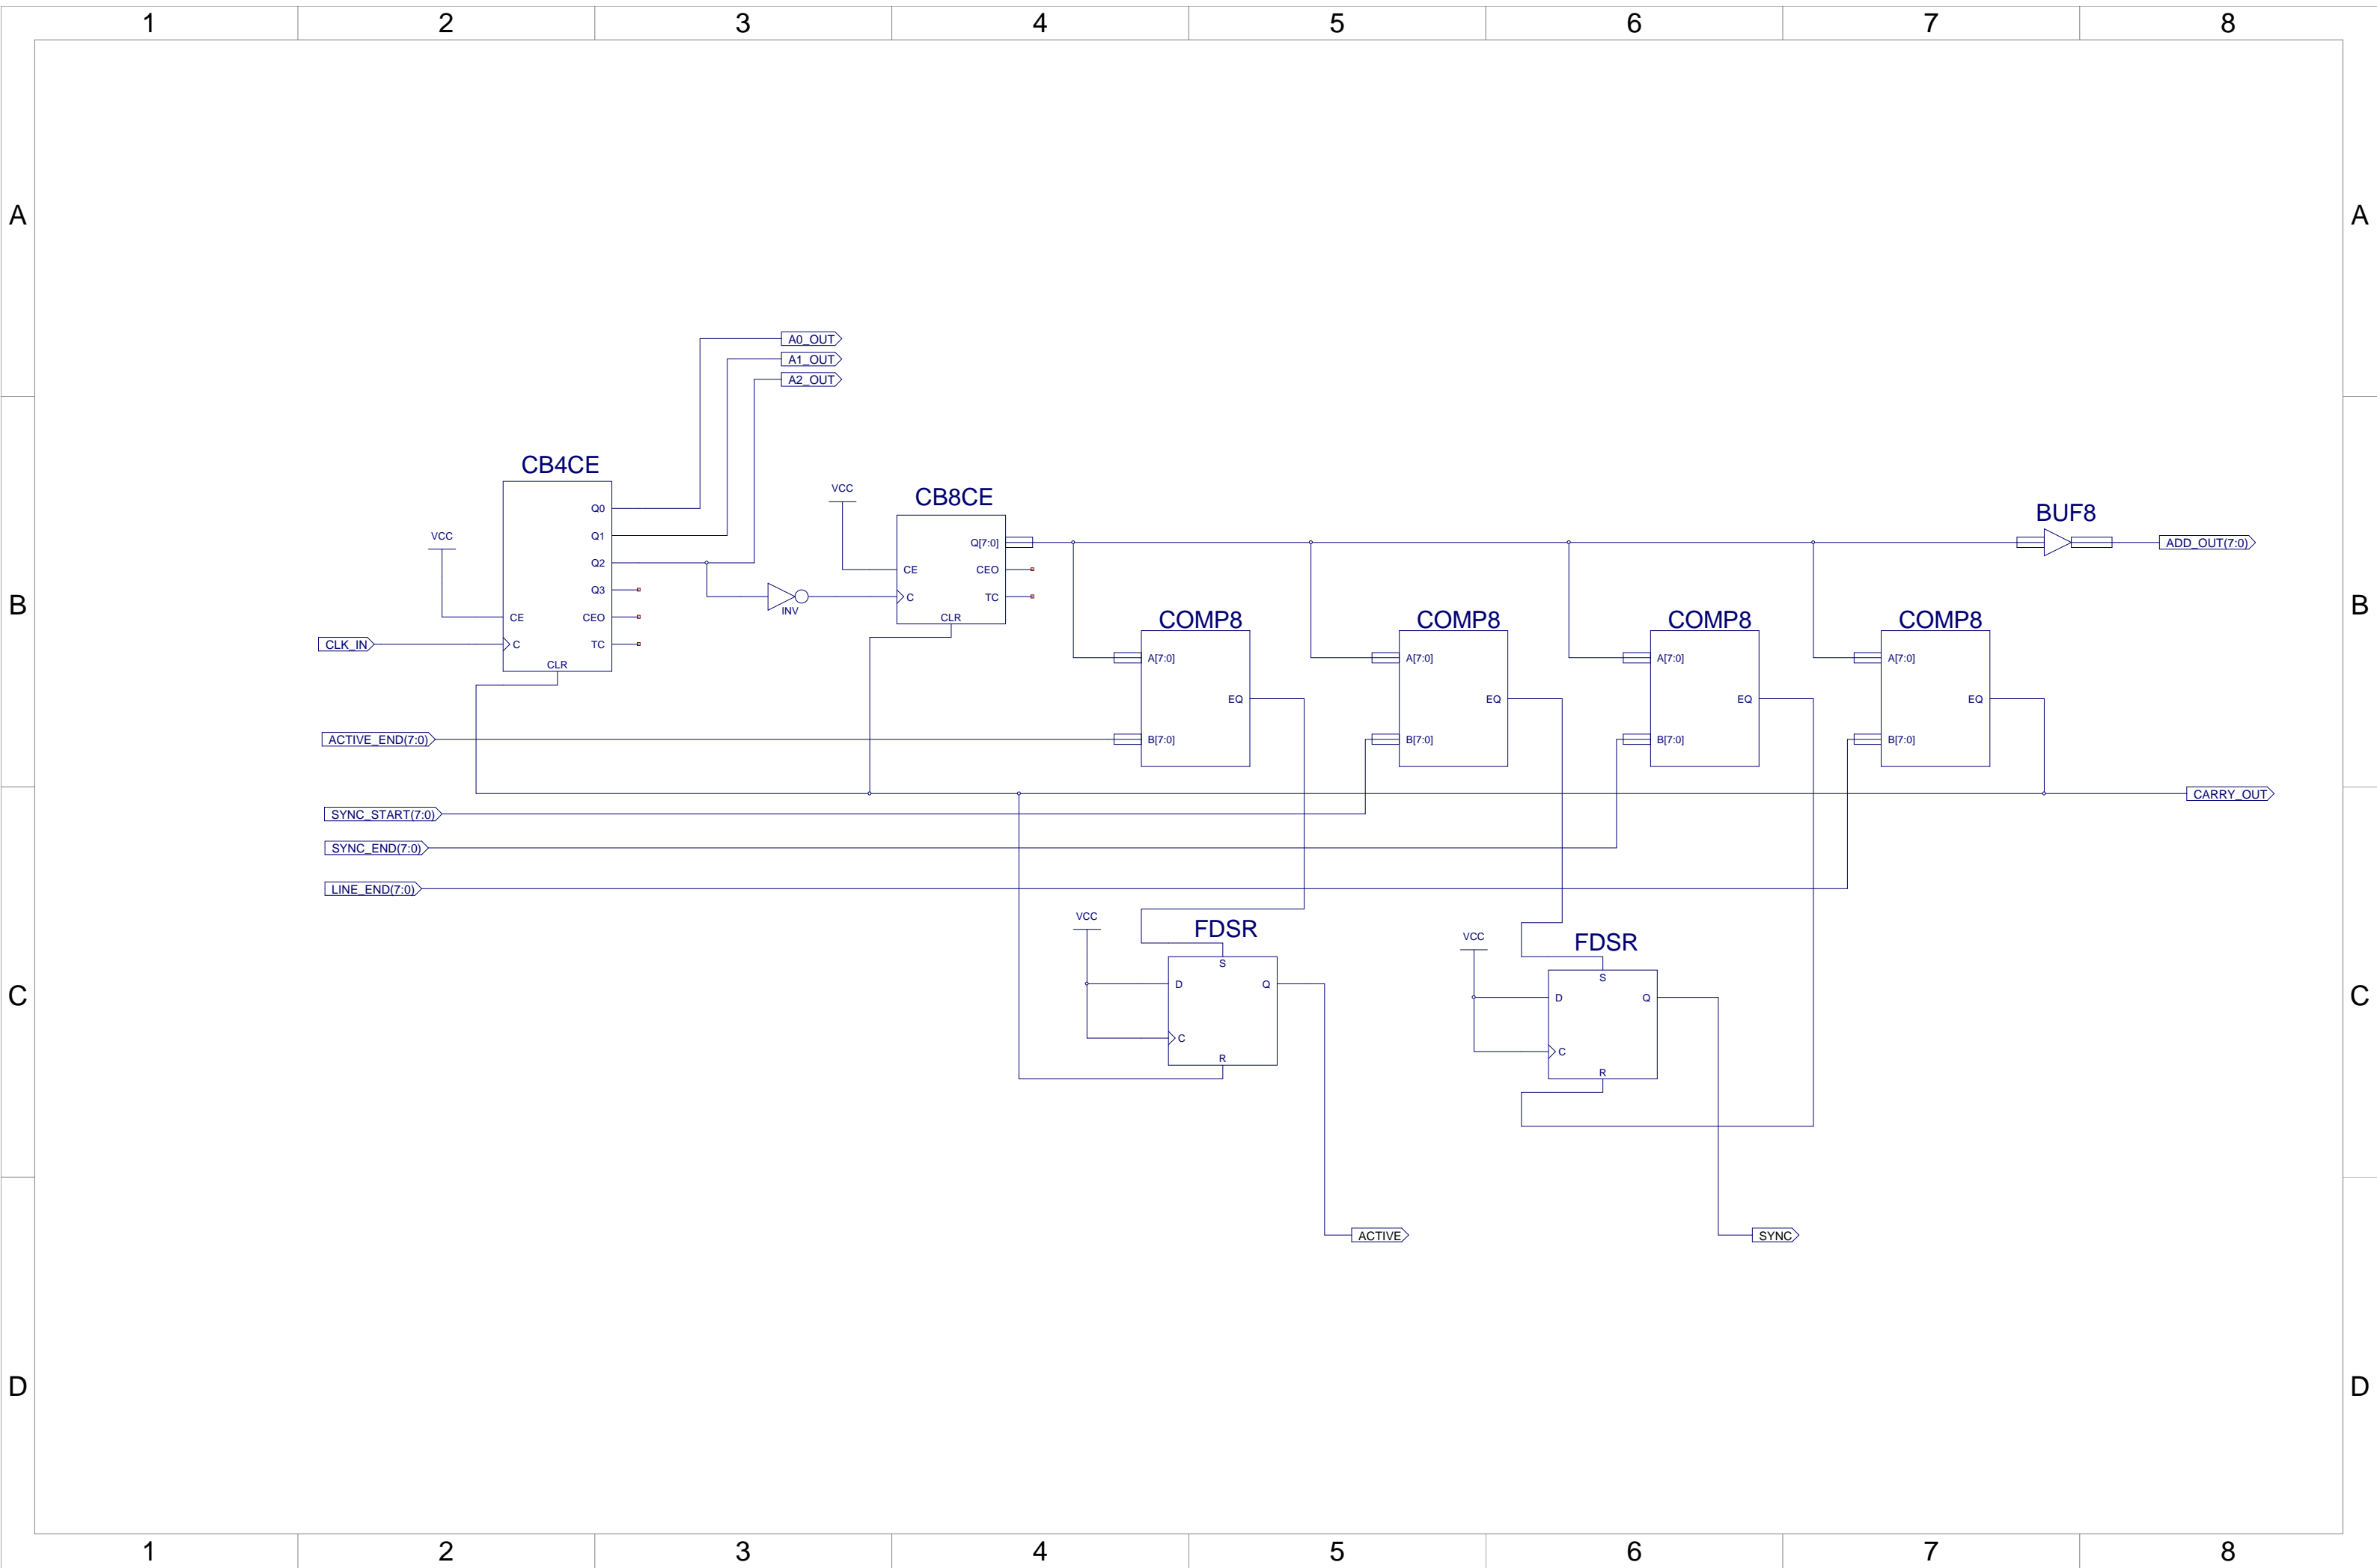 1 2 3 4 5 6 7 8
A A
A0_OUT
A1_OUT
A2_OUT
CB4CE
Q0
Q1
Q2
Q3
CE CEO
C TC
CLR
VCC
CLK_IN
INV
VCC
CB8CE
Q[7:0]
CE CEO
C TC
CLR
BUF8
ADD_OUT(7:0)
B B
COMP8
A[7:0]
EQ
B[7:0]
COMP8
A[7:0]
EQ
B[7:0]
COMP8
A[7:0]
EQ
B[7:0]
COMP8
A[7:0]
EQ
B[7:0]
ACTIVE_END(7:0)
CARRY_OUT
SYNC_START(7:0)
SYNC_END(7:0)
LINE_END(7:0)
VCC
FDSR
S
D Q
C
R
VCC
FDSR
S
D Q
C
R
C C
ACTIVE
SYNC
D D
1 2 3 4 5 6 7 8